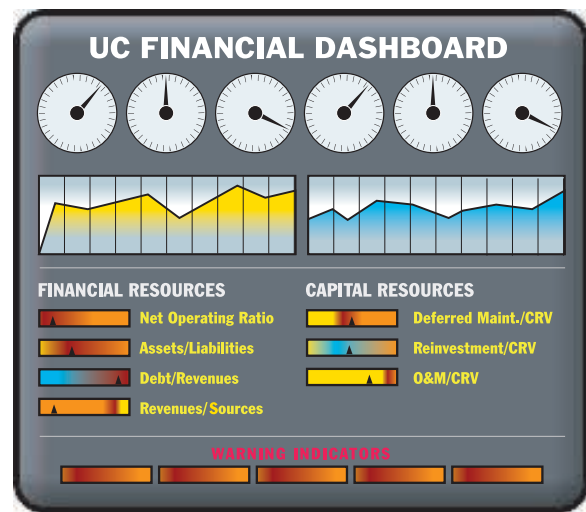 UC FINANCIAL DASHBOARD
FINANCIAL RESOURCES
Net Operating Ratio
Assets/Liabilities
Debt/Revenues
Revenues/Sources
CAPITAL RESOURCES
Deferred Maint./CRV
Reinvestment/CRV
O&M/CRV
WARNING INDICATORS